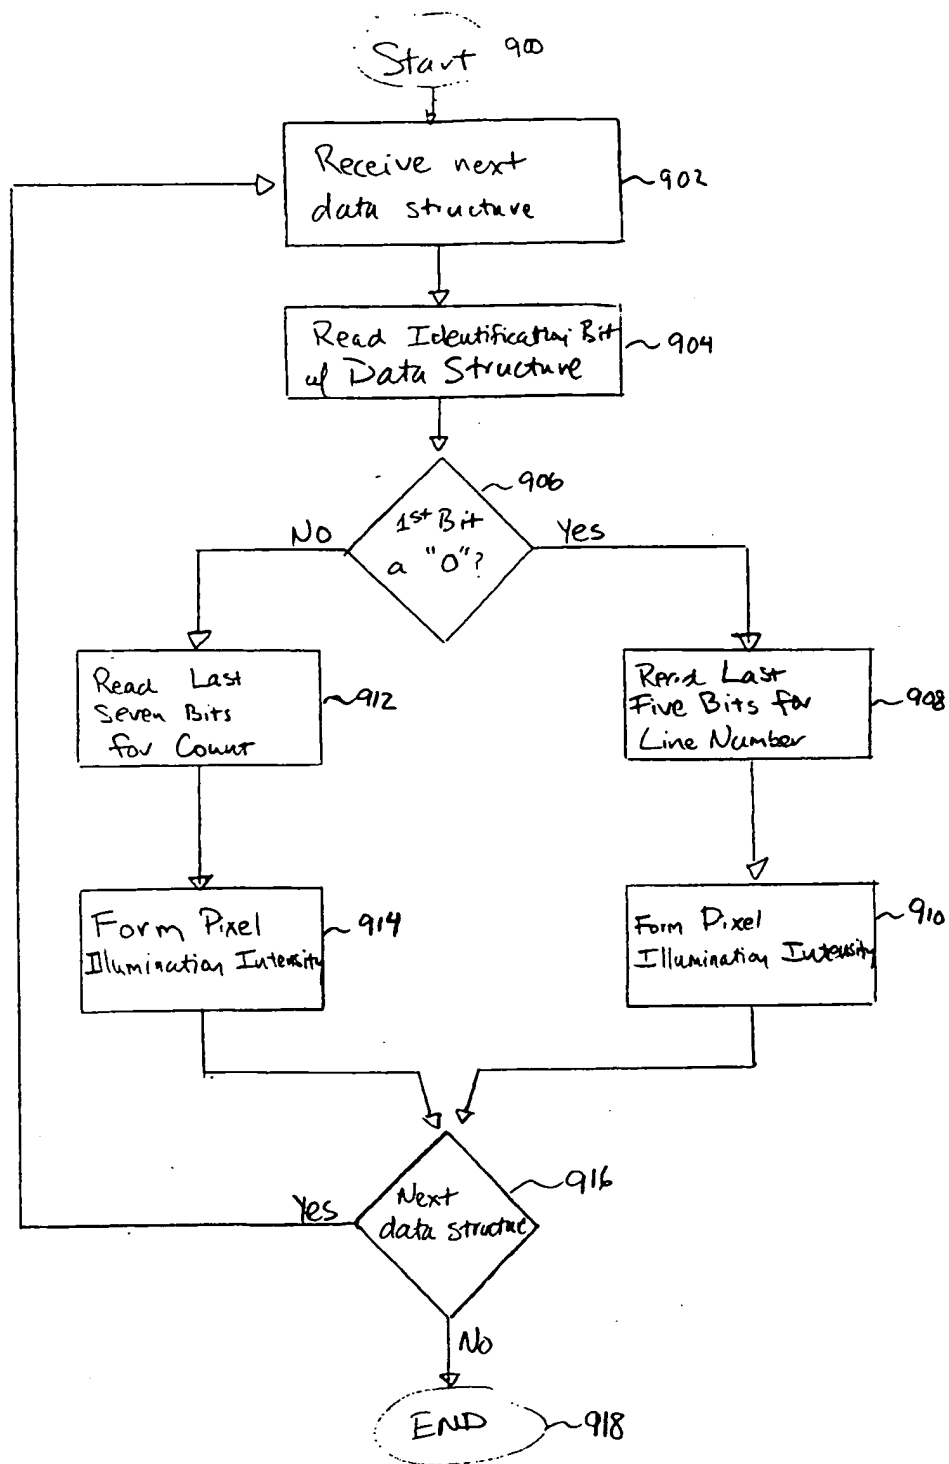 Start 900
Receive next
data structure
902
Read Identification Bit
of Data Structure
904
906
1st Bit
a "0"?
No
Yes
Read Last
Seven Bits
for Count
912
Read Last
Five Bits for
Line Number
908
Form Pixel
Illumination Intensity
914
Form Pixel
Illumination Intensity
910
Next
data structure
916
Yes
No
END
918